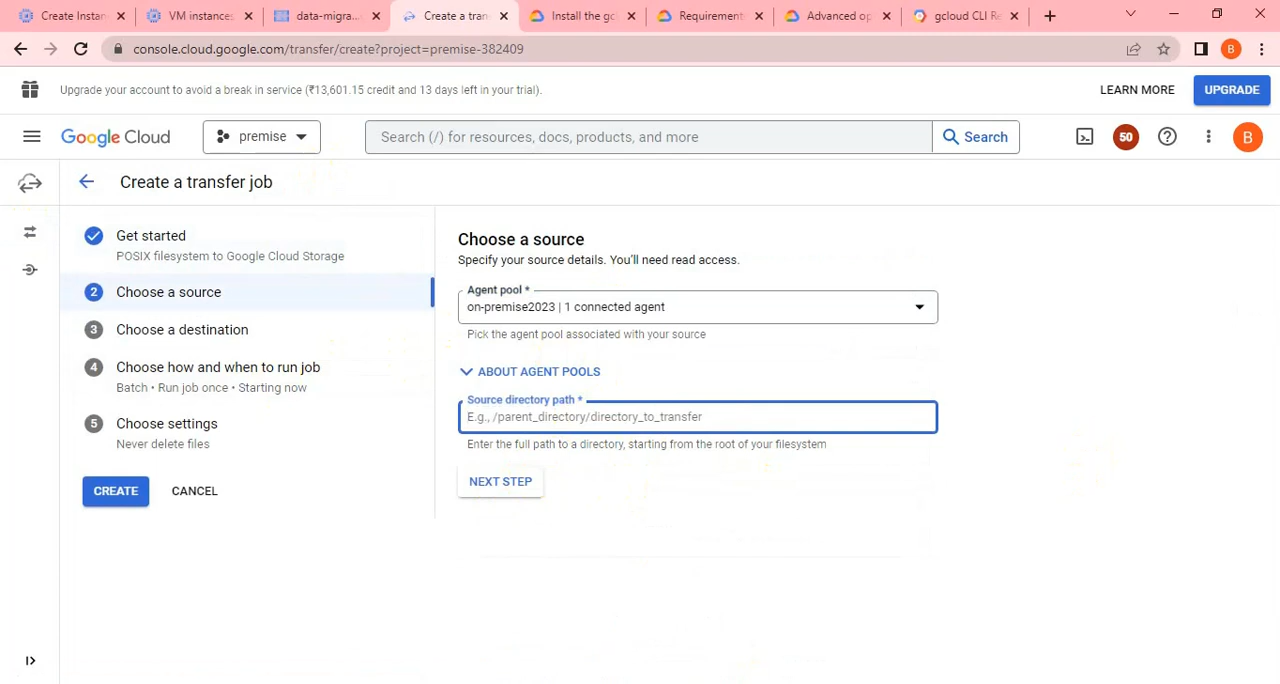 Create Instan
VM instances
data-migra
Create a tran
Install the gc
Requirement
Advanced op
gcloud CLI Re
console.cloud.google.com/transfer/create?project=premise-382409
B
Upgrade your account to avoid a break in service (₹13,601.15 credit and 13 days left in your trial).
LEARN MORE
UPGRADE
Google Cloud
premise
Search (/) for resources, docs, products, and more
Search
50
B
Create a transfer job
Get started
POSIX filesystem to Google Cloud Storage
2 Choose a source
3 Choose a destination
4 Choose how and when to run job
Batch • Run job once • Starting now
5 Choose settings
Never delete files
CREATE
CANCEL
Choose a source
Specify your source details. You'll need read access.
Agent pool *
on-premise2023 | 1 connected agent
Pick the agent pool associated with your source
ABOUT AGENT POOLS
Source directory path *
E.g., /parent_directory/directory_to_transfer
Enter the full path to a directory, starting from the root of your filesystem
NEXT STEP